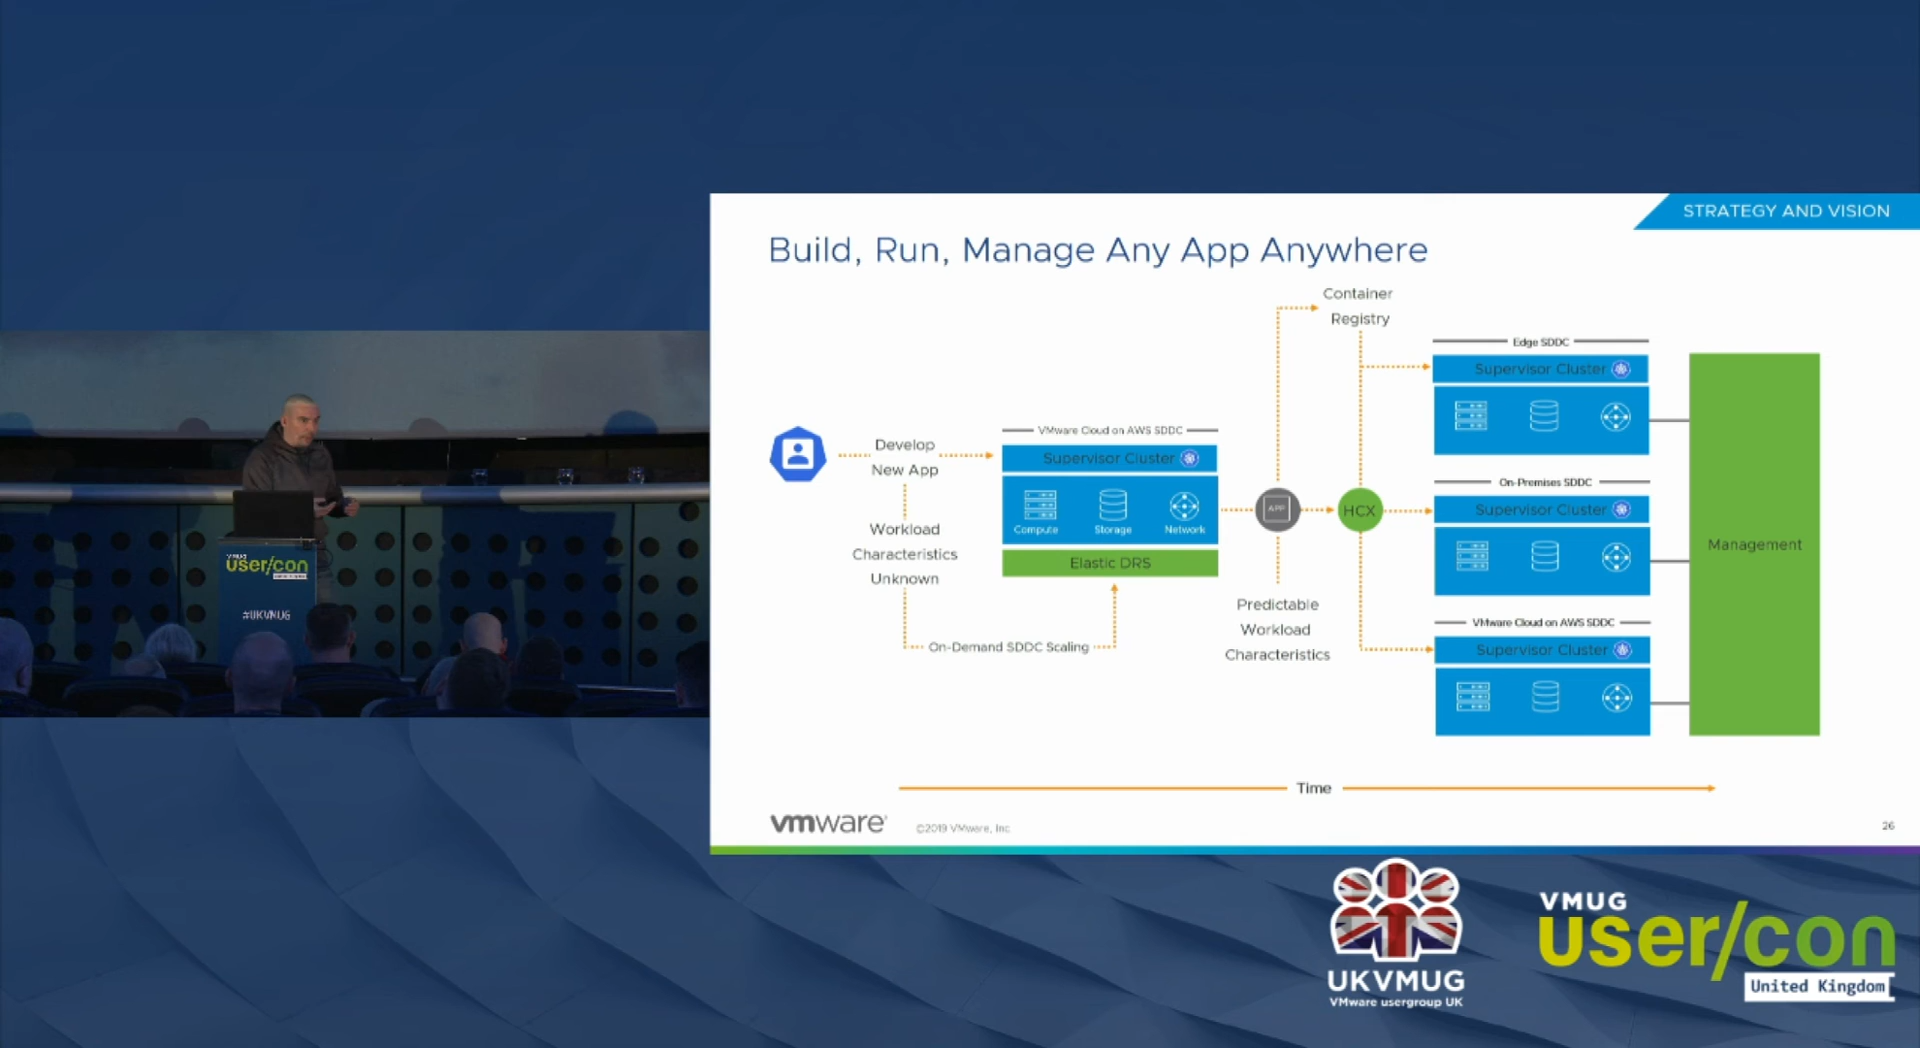 VMUG
user/con
#UKVMUG
STRATEGY AND VISION
Build, Run, Manage Any App Anywhere
Container
Registry
Develop
New App
Workload
Characteristics
Unknown
On-Demand SDDC Scaling
VMware Cloud on AWS SDDC
Supervisor Cluster
Compute
Storage
Network
Elastic DRS
APP
HCX
Predictable
Workload
Characteristics
Edge SDDC
Supervisor Cluster
On-Premises SDDC
Supervisor Cluster
VMware Cloud on AWS SDDC
Supervisor Cluster
Management
Time
vmware
©2019 VMware, Inc
26
UKVMUG
VMware usergroup UK
VMUG
user/con
United Kingdom